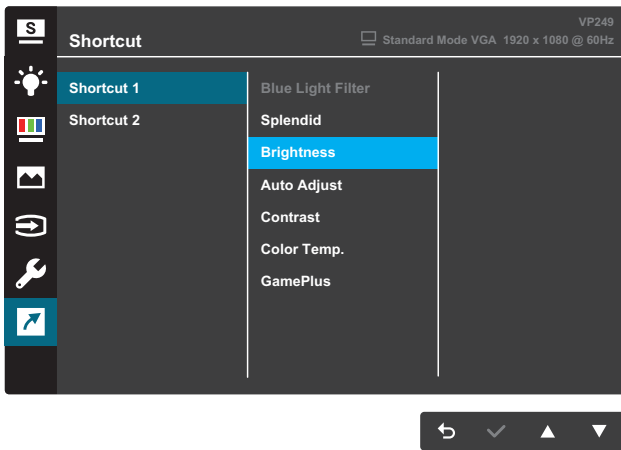 S
VP249
Shortcut
Standard Mode VGA 1920 x 1080 @ 60Hz
Shortcut 1
Shortcut 2
Blue Light Filter
Splendid
Brightness
Auto Adjust
Contrast
Color Temp.
GamePlus